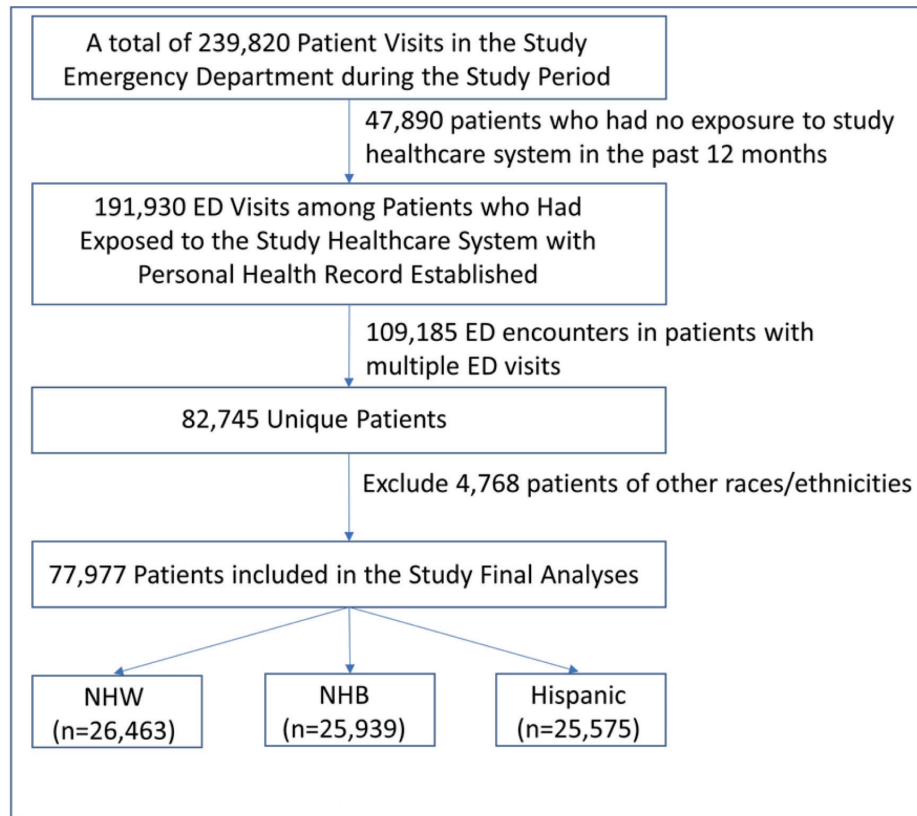 A total of 239,820 Patient Visits in the Study
Emergency Department during the Study Period
47,890 patients who had no exposure to study
healthcare system in the past 12 months
191,930 ED Visits among Patients who Had
Exposed to the Study Healthcare System with
Personal Health Record Established
109,185 ED encounters in patients with
multiple ED visits
82,745 Unique Patients
Exclude 4,768 patients of other races/ethnicities
77,977 Patients included in the Study Final Analyses
NHW
(n=26,463)
NHB
(n=25,939)
Hispanic
(n=25,575)